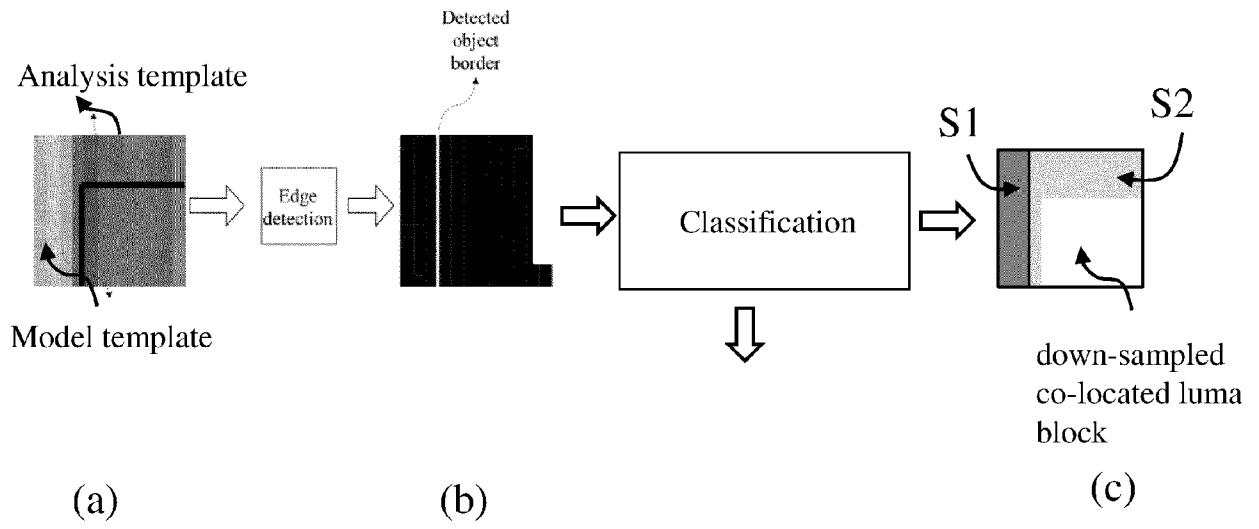 Detected
object
border
Analysis template
S1
S2
Edge
detection
Classification
Model template
down-sampled
co-located luma
block
(a)
(b)
(c)